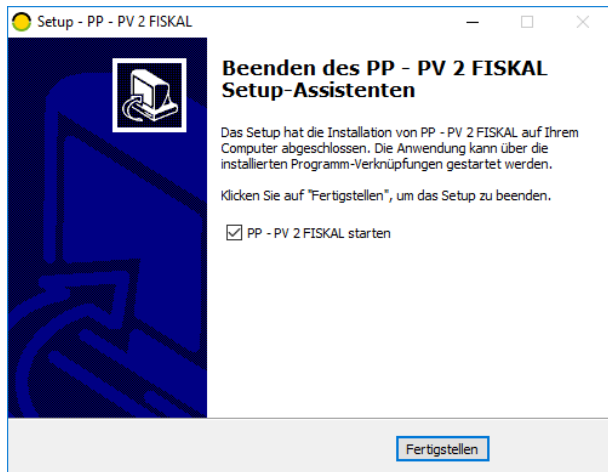 Setup - PP - PV 2 FISKAL
Beenden des PP - PV 2 FISKAL
Setup-Assistenten
Das Setup hat die Installation von PP - PV 2 FISKAL auf Ihrem
Computer abgeschlossen. Die Anwendung kann über die
installierten Programm-Verknüpfungen gestartet werden.
Klicken Sie auf "Fertigstellen", um das Setup zu beenden.
PP - PV 2 FISKAL starten
Fertigstellen